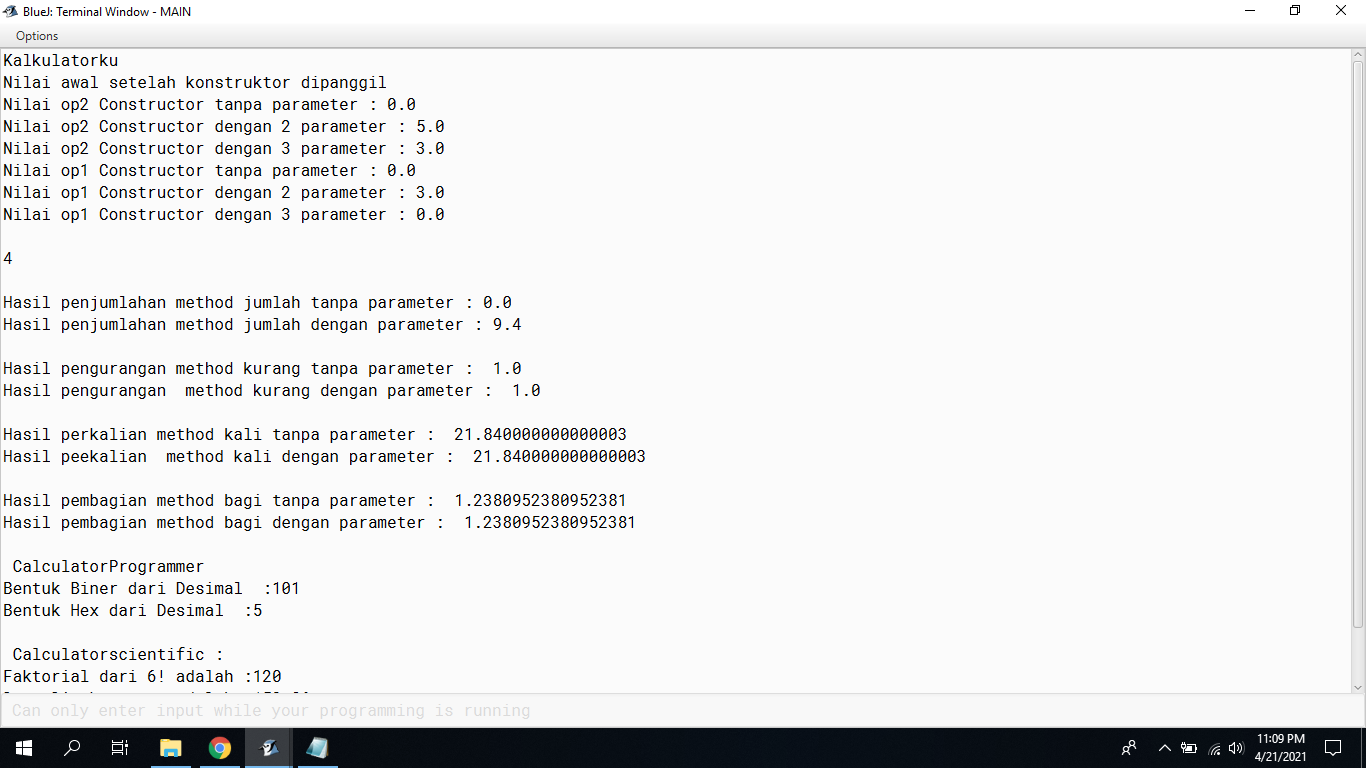 BlueJ: Terminal Window - MAIN
Options
Kalkulatorku
Nilai awal setelah konstruktor dipanggil
Nilai op2 Constructor tanpa parameter : 0.0
Nilai op2 Constructor dengan 2 parameter : 5.0
Nilai op2 Constructor dengan 3 parameter : 3.0
Nilai op1 Constructor tanpa parameter : 0.0
Nilai op1 Constructor dengan 2 parameter : 3.0
Nilai op1 Constructor dengan 3 parameter : 0.0
4
Hasil penjumlahan method jumlah tanpa parameter : 0.0
Hasil penjumlahan method jumlah dengan parameter : 9.4
Hasil pengurangan method kurang tanpa parameter :  1.0
Hasil pengurangan  method kurang dengan parameter :  1.0
Hasil perkalian method kali tanpa parameter :  21.840000000000003
Hasil peekalian  method kali dengan parameter :  21.840000000000003
Hasil pembagian method bagi tanpa parameter :  1.2380952380952381
Hasil pembagian method bagi dengan parameter :  1.2380952380952381
CalculatorProgrammer
Bentuk Biner dari Desimal  :101
Bentuk Hex dari Desimal  :5
Calculatorscientific :
Faktorial dari 6! adalah :120
Can only enter input while your programming is running
11:09 PM
4/21/2021